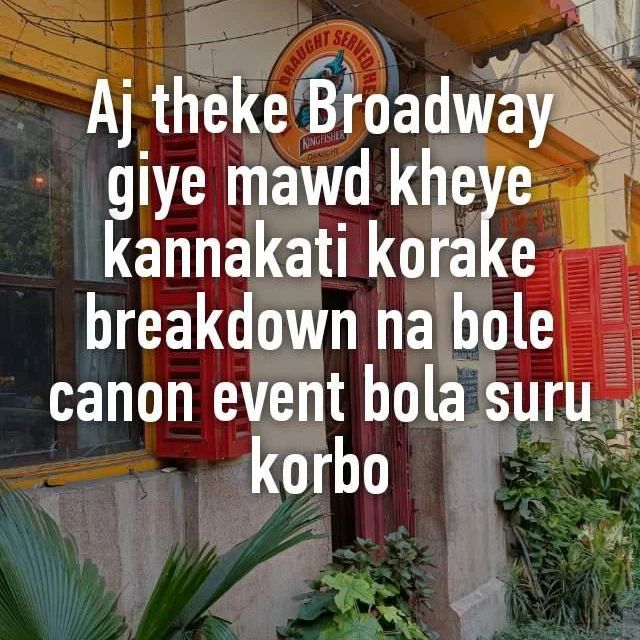 DRAUGHT SERVED HERE
KINGFISHER
DRAUGHT
Aj theke Broadway
giye mawd kheye
kannakati korake
breakdown na bole
canon event bola suru
korbo